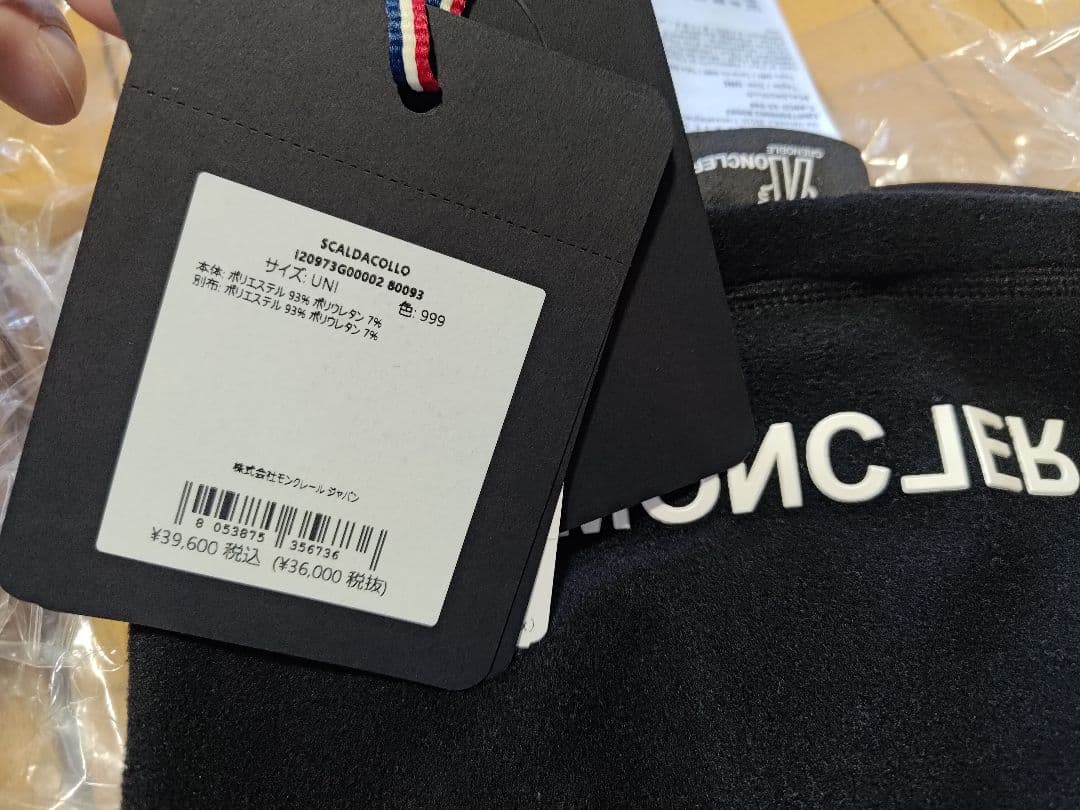 SCALDACOLLO
I20973G00002 80093
サイズ: UNI
色: 999
本体: ポリエステル 93% ポリウレタン 7%
別布: ポリエステル 93% ポリウレタン 7%
株式会社モンクレール ジャパン
8 053875 356736
¥39,600 税込 (¥36,000 税抜)
MONCLER
GRENOBLE
MONCLER